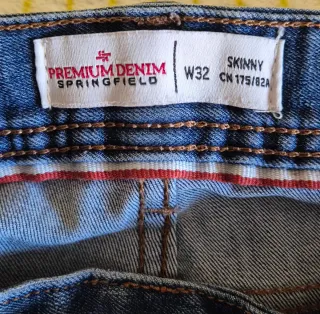 PREMIUM DENIM
SPRINGFIELD
W32
SKINNY
CN 175/82A